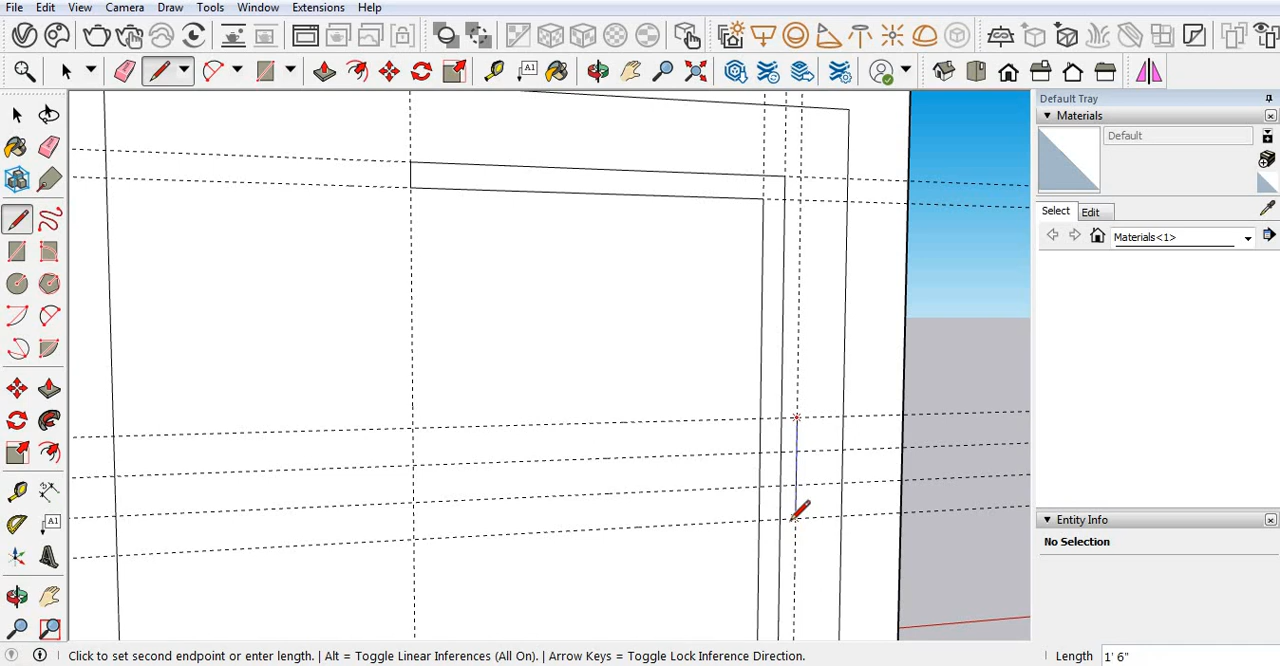 File Edit View Camera Draw Tools Window Extensions Help
A1
Default Tray
Materials
Default
Select Edit
Materials<1>
A1
Entity Info
No Selection
Click to set second endpoint or enter length. | Alt = Toggle Linear Inferences (All On). | Arrow Keys = Toggle Lock Inference Direction. Length 1' 6"